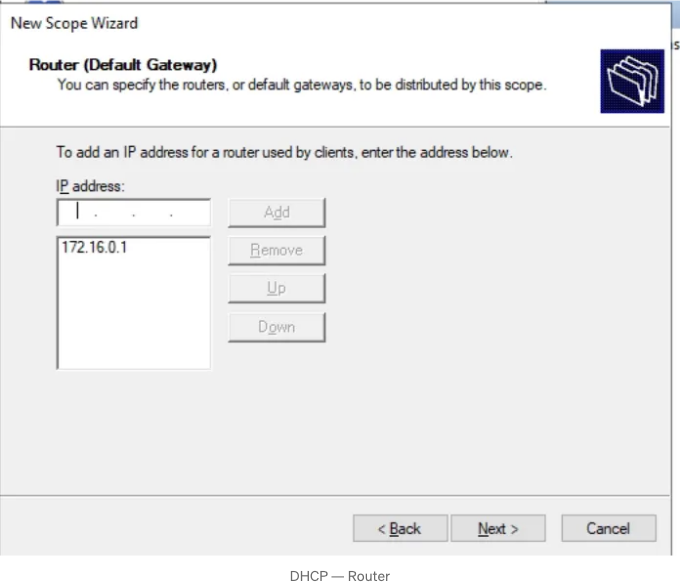 New Scope Wizard
Router (Default Gateway)
You can specify the routers, or default gateways, to be distributed by this scope.
To add an IP address for a router used by clients, enter the address below.
IP address:
Add
172.16.0.1
Remove
Up
Down
< Back
Next >
Cancel
DHCP — Router